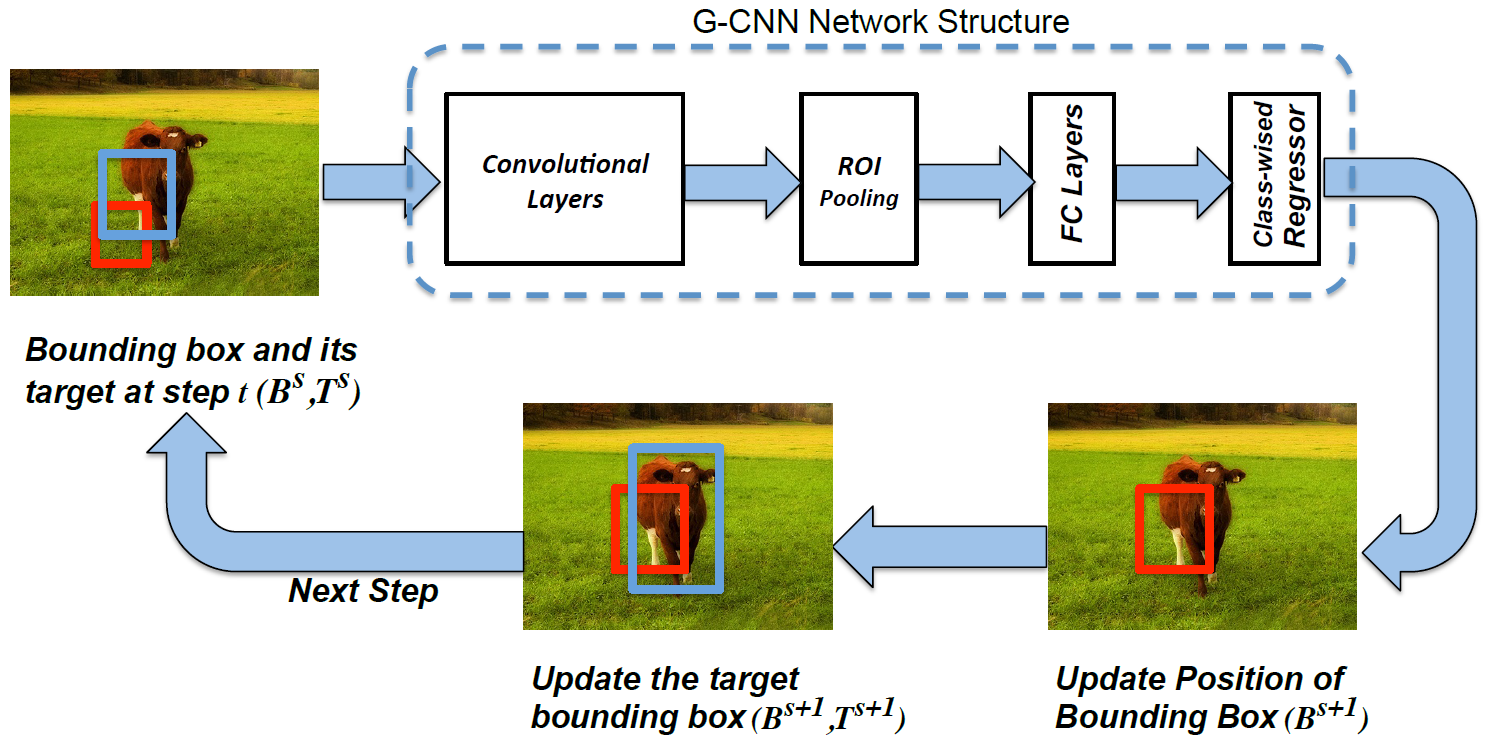 G-CNN Network Structure
Convolutional
Layers
ROI
Pooling
FC Layers
Class-wised
Regressor
Bounding box and its
target at step t (B^s,T^s)
Next Step
Update the target
bounding box (B^{s+1},T^{s+1})
Update Position of
Bounding Box (B^{s+1})